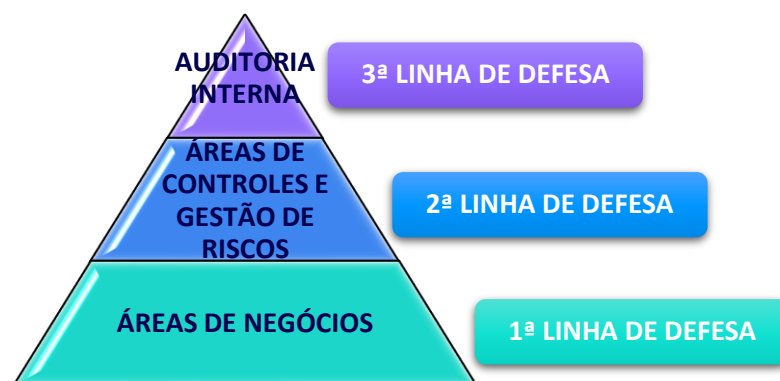 AUDITORIA
INTERNA
3ª LINHA DE DEFESA
ÁREAS DE
CONTROLES E
GESTÃO DE
RISCOS
2ª LINHA DE DEFESA
ÁREAS DE NEGÓCIOS
1ª LINHA DE DEFESA